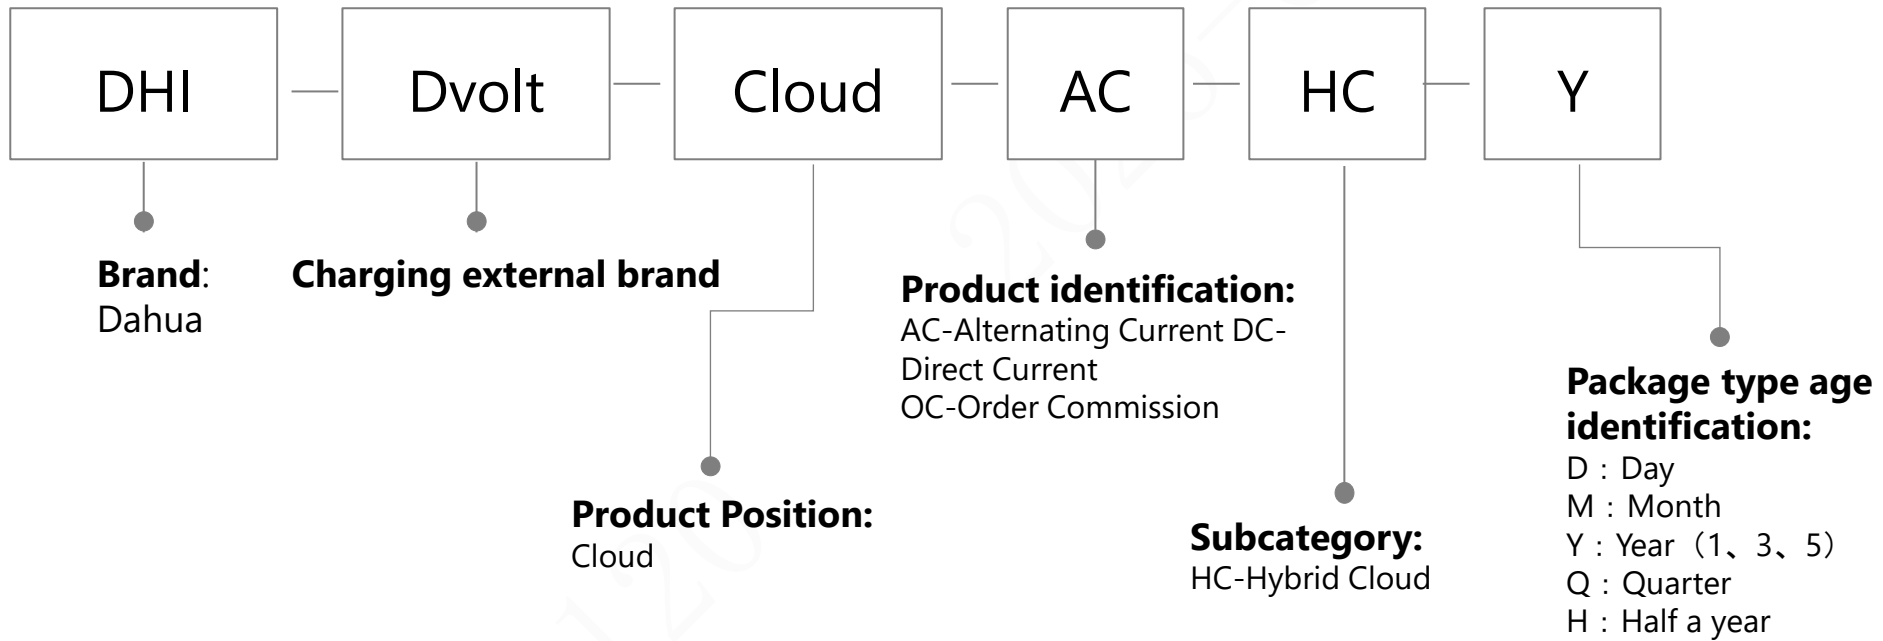 DHI
Dvolt
Cloud
AC
HC
Y
Brand:
Dahua
Charging external brand
Product identification:
AC-Alternating Current DC-
Direct Current
OC-Order Commission
Product Position:
Cloud
Subcategory:
HC-Hybrid Cloud
Package type age
identification:
D：Day
M：Month
Y：Year（1、3、5）
Q：Quarter
H：Half a year